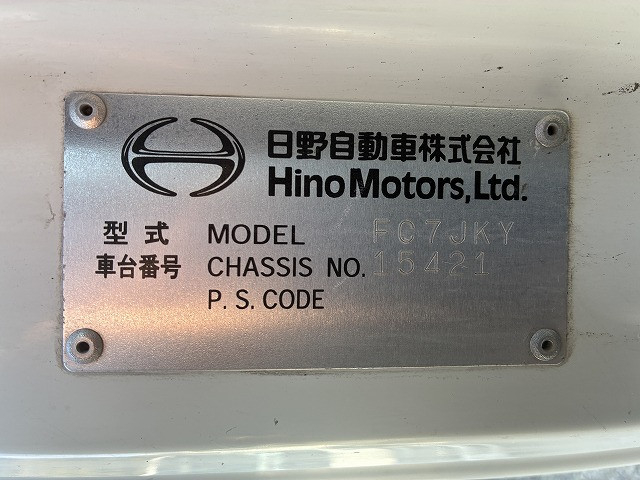 日野自動車株式会社
Hino Motors, Ltd.
型式 MODEL FC7JKY
車台番号 CHASSIS NO. 15421
P.S.CODE